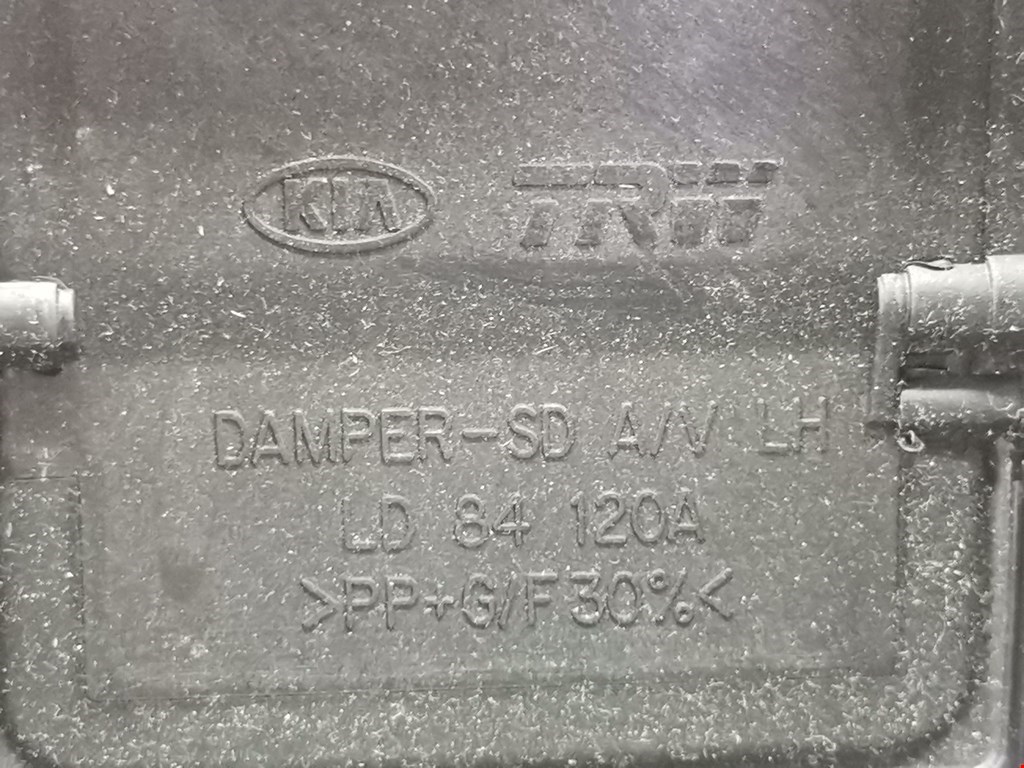 KIA TRW
DAMPER-SD A/V LH
LD 84 120A
>PP+G/F30%<